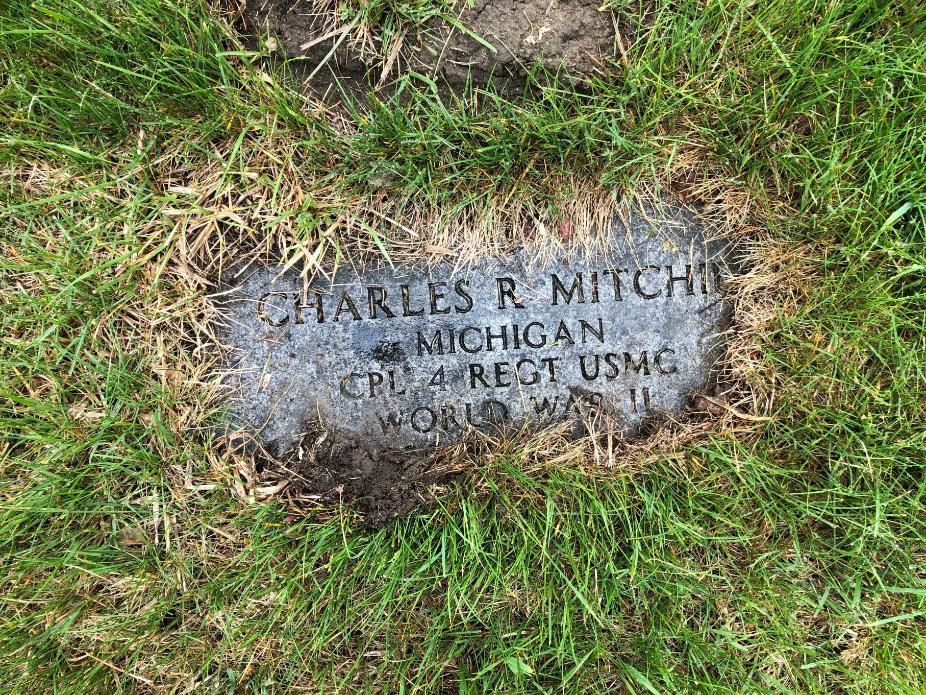 CHARLES R MITCHI
MICHIGAN
CPL 4 REGT USMC
WORLD WAR II